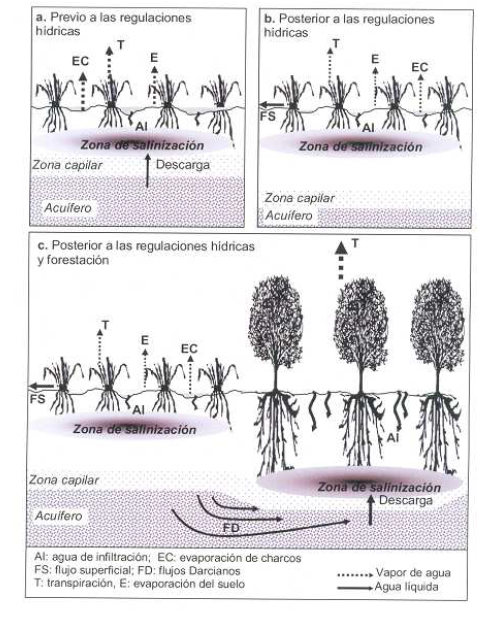 a. Previo a las regulaciones
hídricas
T
EC
E
AI
Zona de salinización
Zona capilar
Descarga
Acuífero
b. Posterior a las regulaciones
hídricas
T
E
EC
FS
AI
Zona de salinización
Zona capilar
Acuífero
c. Posterior a las regulaciones hídricas
y forestación
T
T
E
EC
FS
AI
Zona de salinización
AI
Zona de salinización
Descarga
Zona capilar
Acuífero
FD
AI: agua de infiltración; EC: evaporación de charcos
FS: flujo superficial; FD: flujos Darcianos
T: transpiración, E: evaporación del suelo
Vapor de agua
Agua líquida